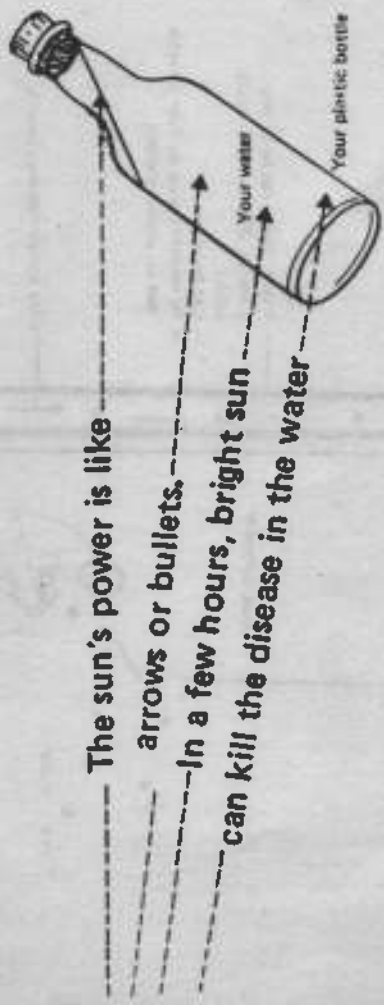 The sun's power is like
arrows or bullets.
In a few hours, bright sun
can kill the disease in the water
Your water
Your plastic bottle